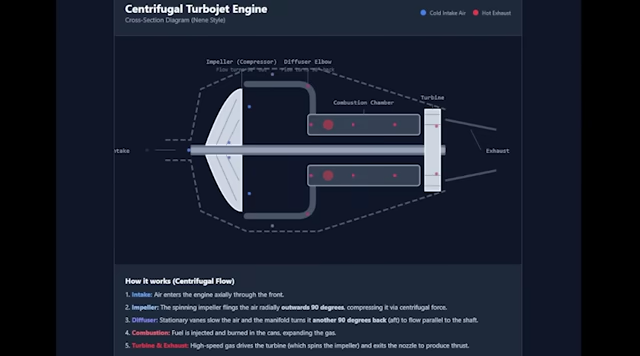 Centrifugal Turbojet Engine
Cross-Section Diagram (Nene Style)
Cold Intake Air
Hot Exhaust
Impeller (Compressor)
Diffuser Elbow
Combustion Chamber
Turbine
ntake
Exhaust
How it works (Centrifugal Flow)
1. Intake: Air enters the engine axially through the front.
2. Impeller: The spinning impeller flings the air radially outwards 90 degrees, compressing it via centrifugal force.
3. Diffuser: Stationary vanes slow the air and the manifold turns it another 90 degrees back (aft) to flow parallel to the shaft.
4. Combustion: Fuel is injected and burned in the cans, expanding the gas.
5. Turbine & Exhaust: High-speed gas drives the turbine (which spins the impeller) and exits the nozzle to produce thrust.